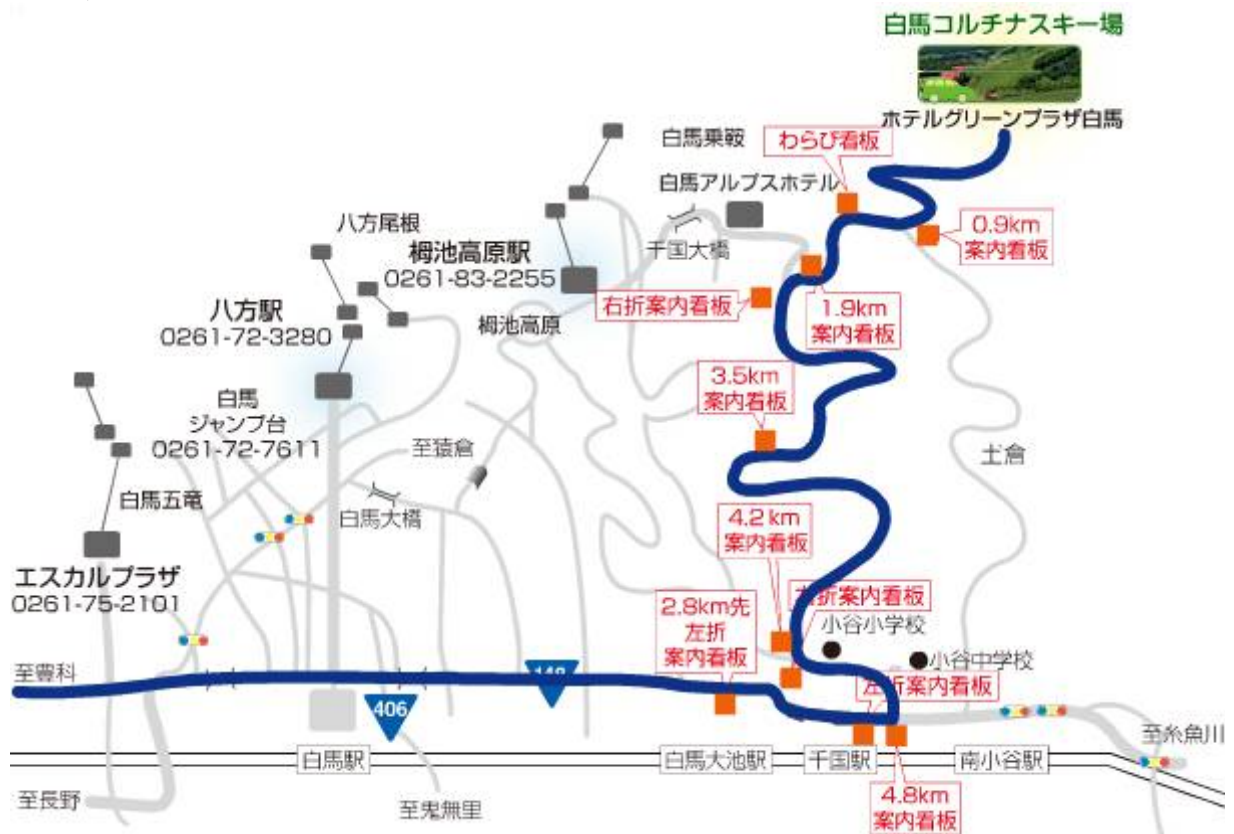 白馬コルチナスキー場
ホテルグリーンプラザ白馬
わらび看板
白馬乗鞍
白馬アルプスホテル
0.9km
案内看板
千国大橋
八方尾根
栂池高原駅
0261-83-2255
右折案内看板
1.9km
案内看板
八方駅
0261-72-3280
栂池高原
3.5km
案内看板
白馬
ジャンプ台
0261-72-7611
至猿倉
土倉
白馬五竜
白馬大橋
4.2km
案内看板
エスカルプラザ
0261-75-2101
右折案内看板
2.8km先
左折
案内看板
小谷小学校
小谷中学校
至豊科
左折案内看板
148
406
至糸魚川
白馬駅
白馬大池駅
千国駅
南小谷駅
至長野
至鬼無里
4.8km
案内看板